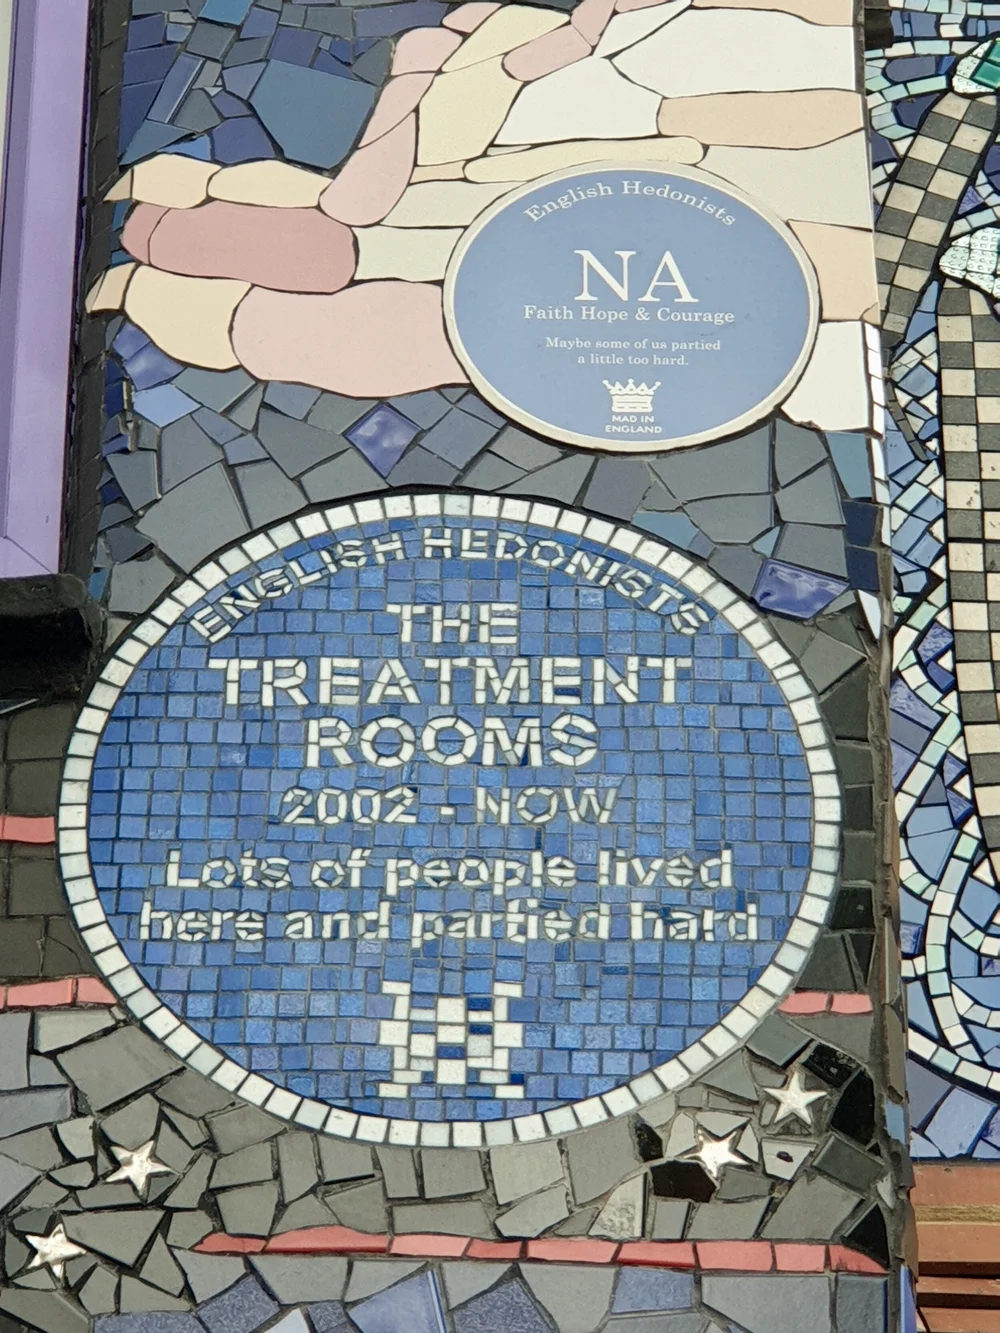 English Hedonists
NA
Faith Hope & Courage
Maybe some of us partied
a little too hard.
MAD IN
ENGLAND
ENGLISH HEDONISTS
THE
TREATMENT
ROOMS
2002 - NOW
Lots of people lived
here and partied hard